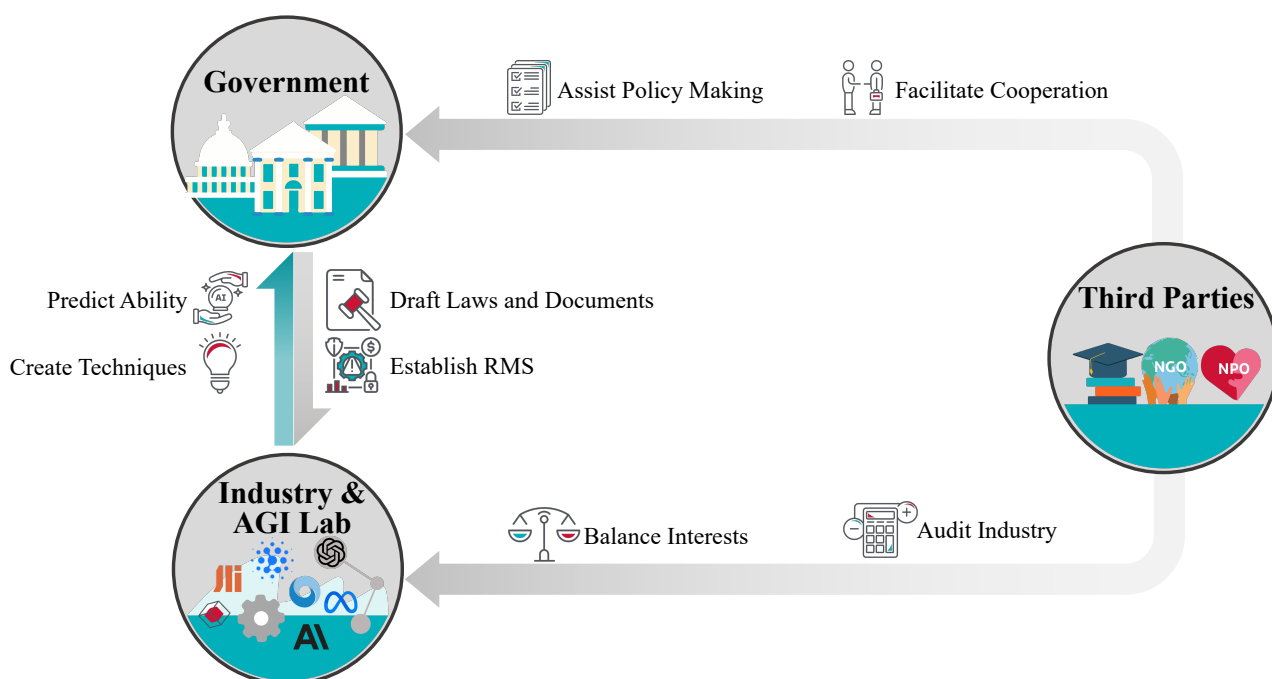 Government
Assist Policy Making
Facilitate Cooperation
Predict Ability
AI
Draft Laws and Documents
Create Techniques
$
Establish RMS
Third Parties
NGO
NPO
Industry &
AGI Lab
Balance Interests
Audit Industry